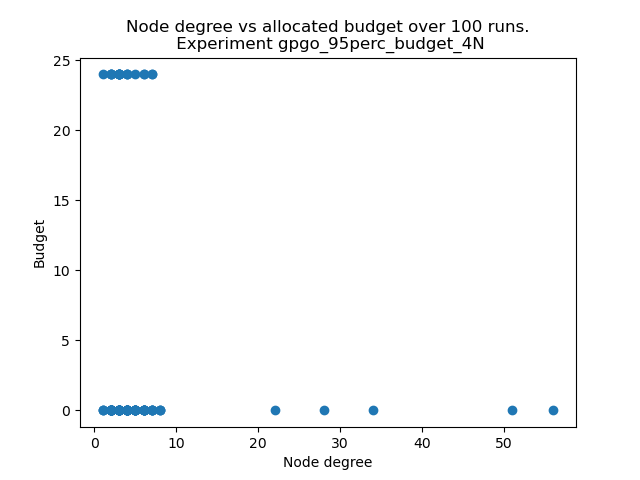 Node degree vs allocated budget over 100 runs.
Experiment gpgo_95perc_budget_4N
25
20
15
10
5
0
Budget
0 10 20 30 40 50
Node degree